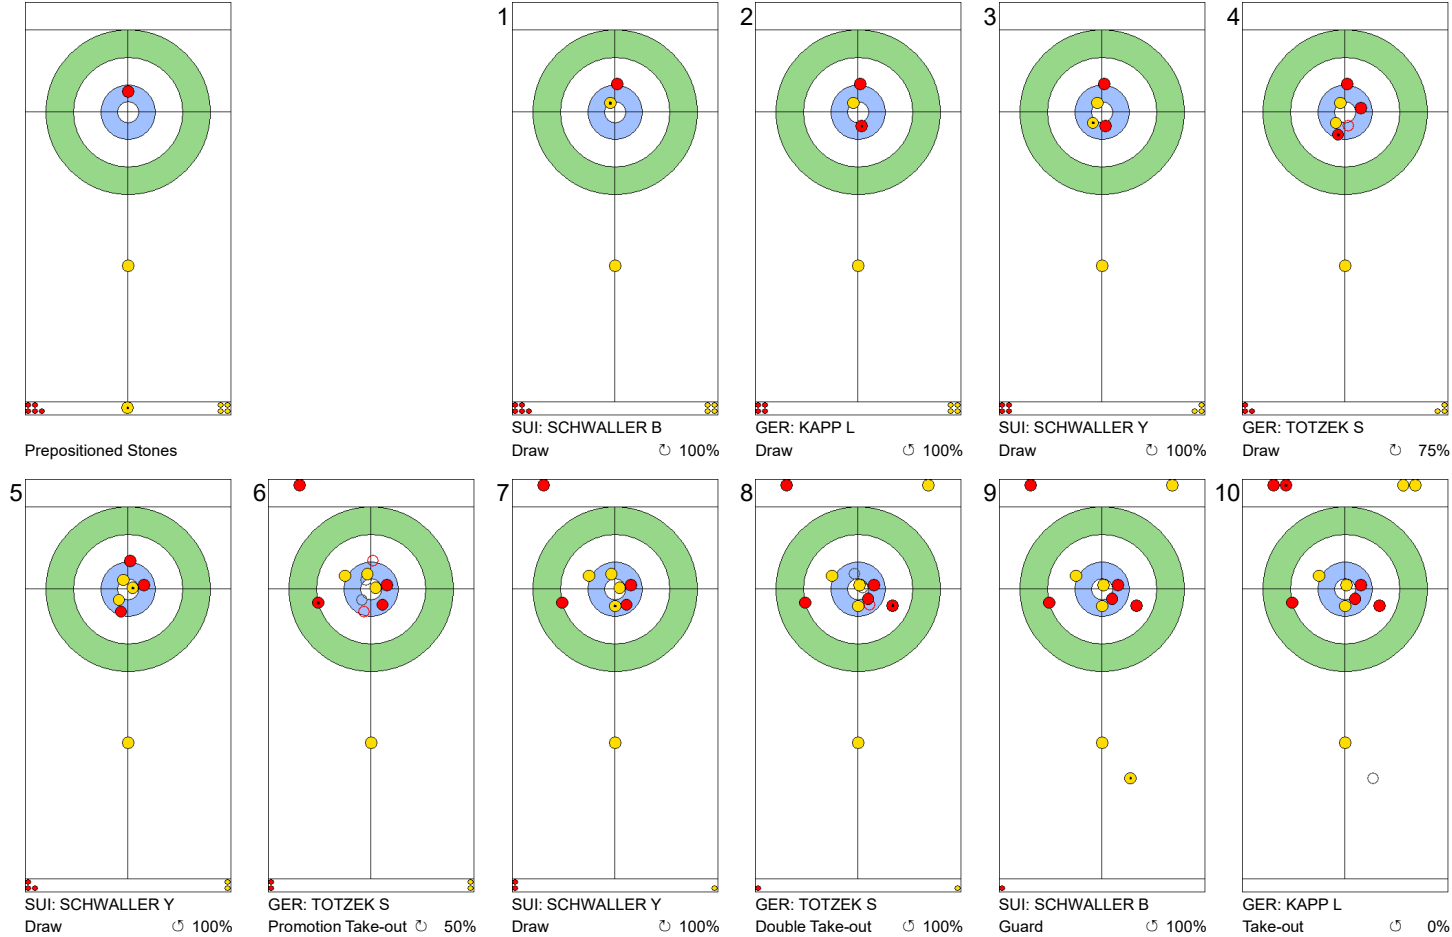 1
2
3
4
Prepositioned Stones
SUI: SCHWALLER B
Draw ↻ 100%
GER: KAPP L
Draw ↺ 100%
SUI: SCHWALLER Y
Draw ↻ 100%
GER: TOTZEK S
Draw ↻ 75%
5
6
7
8
9
10
SUI: SCHWALLER Y
Draw ↺ 100%
GER: TOTZEK S
Promotion Take-out ↻ 50%
SUI: SCHWALLER Y
Draw ↺ 100%
GER: TOTZEK S
Double Take-out ↺ 100%
SUI: SCHWALLER B
Guard ↺ 100%
GER: KAPP L
Take-out ↺ 0%